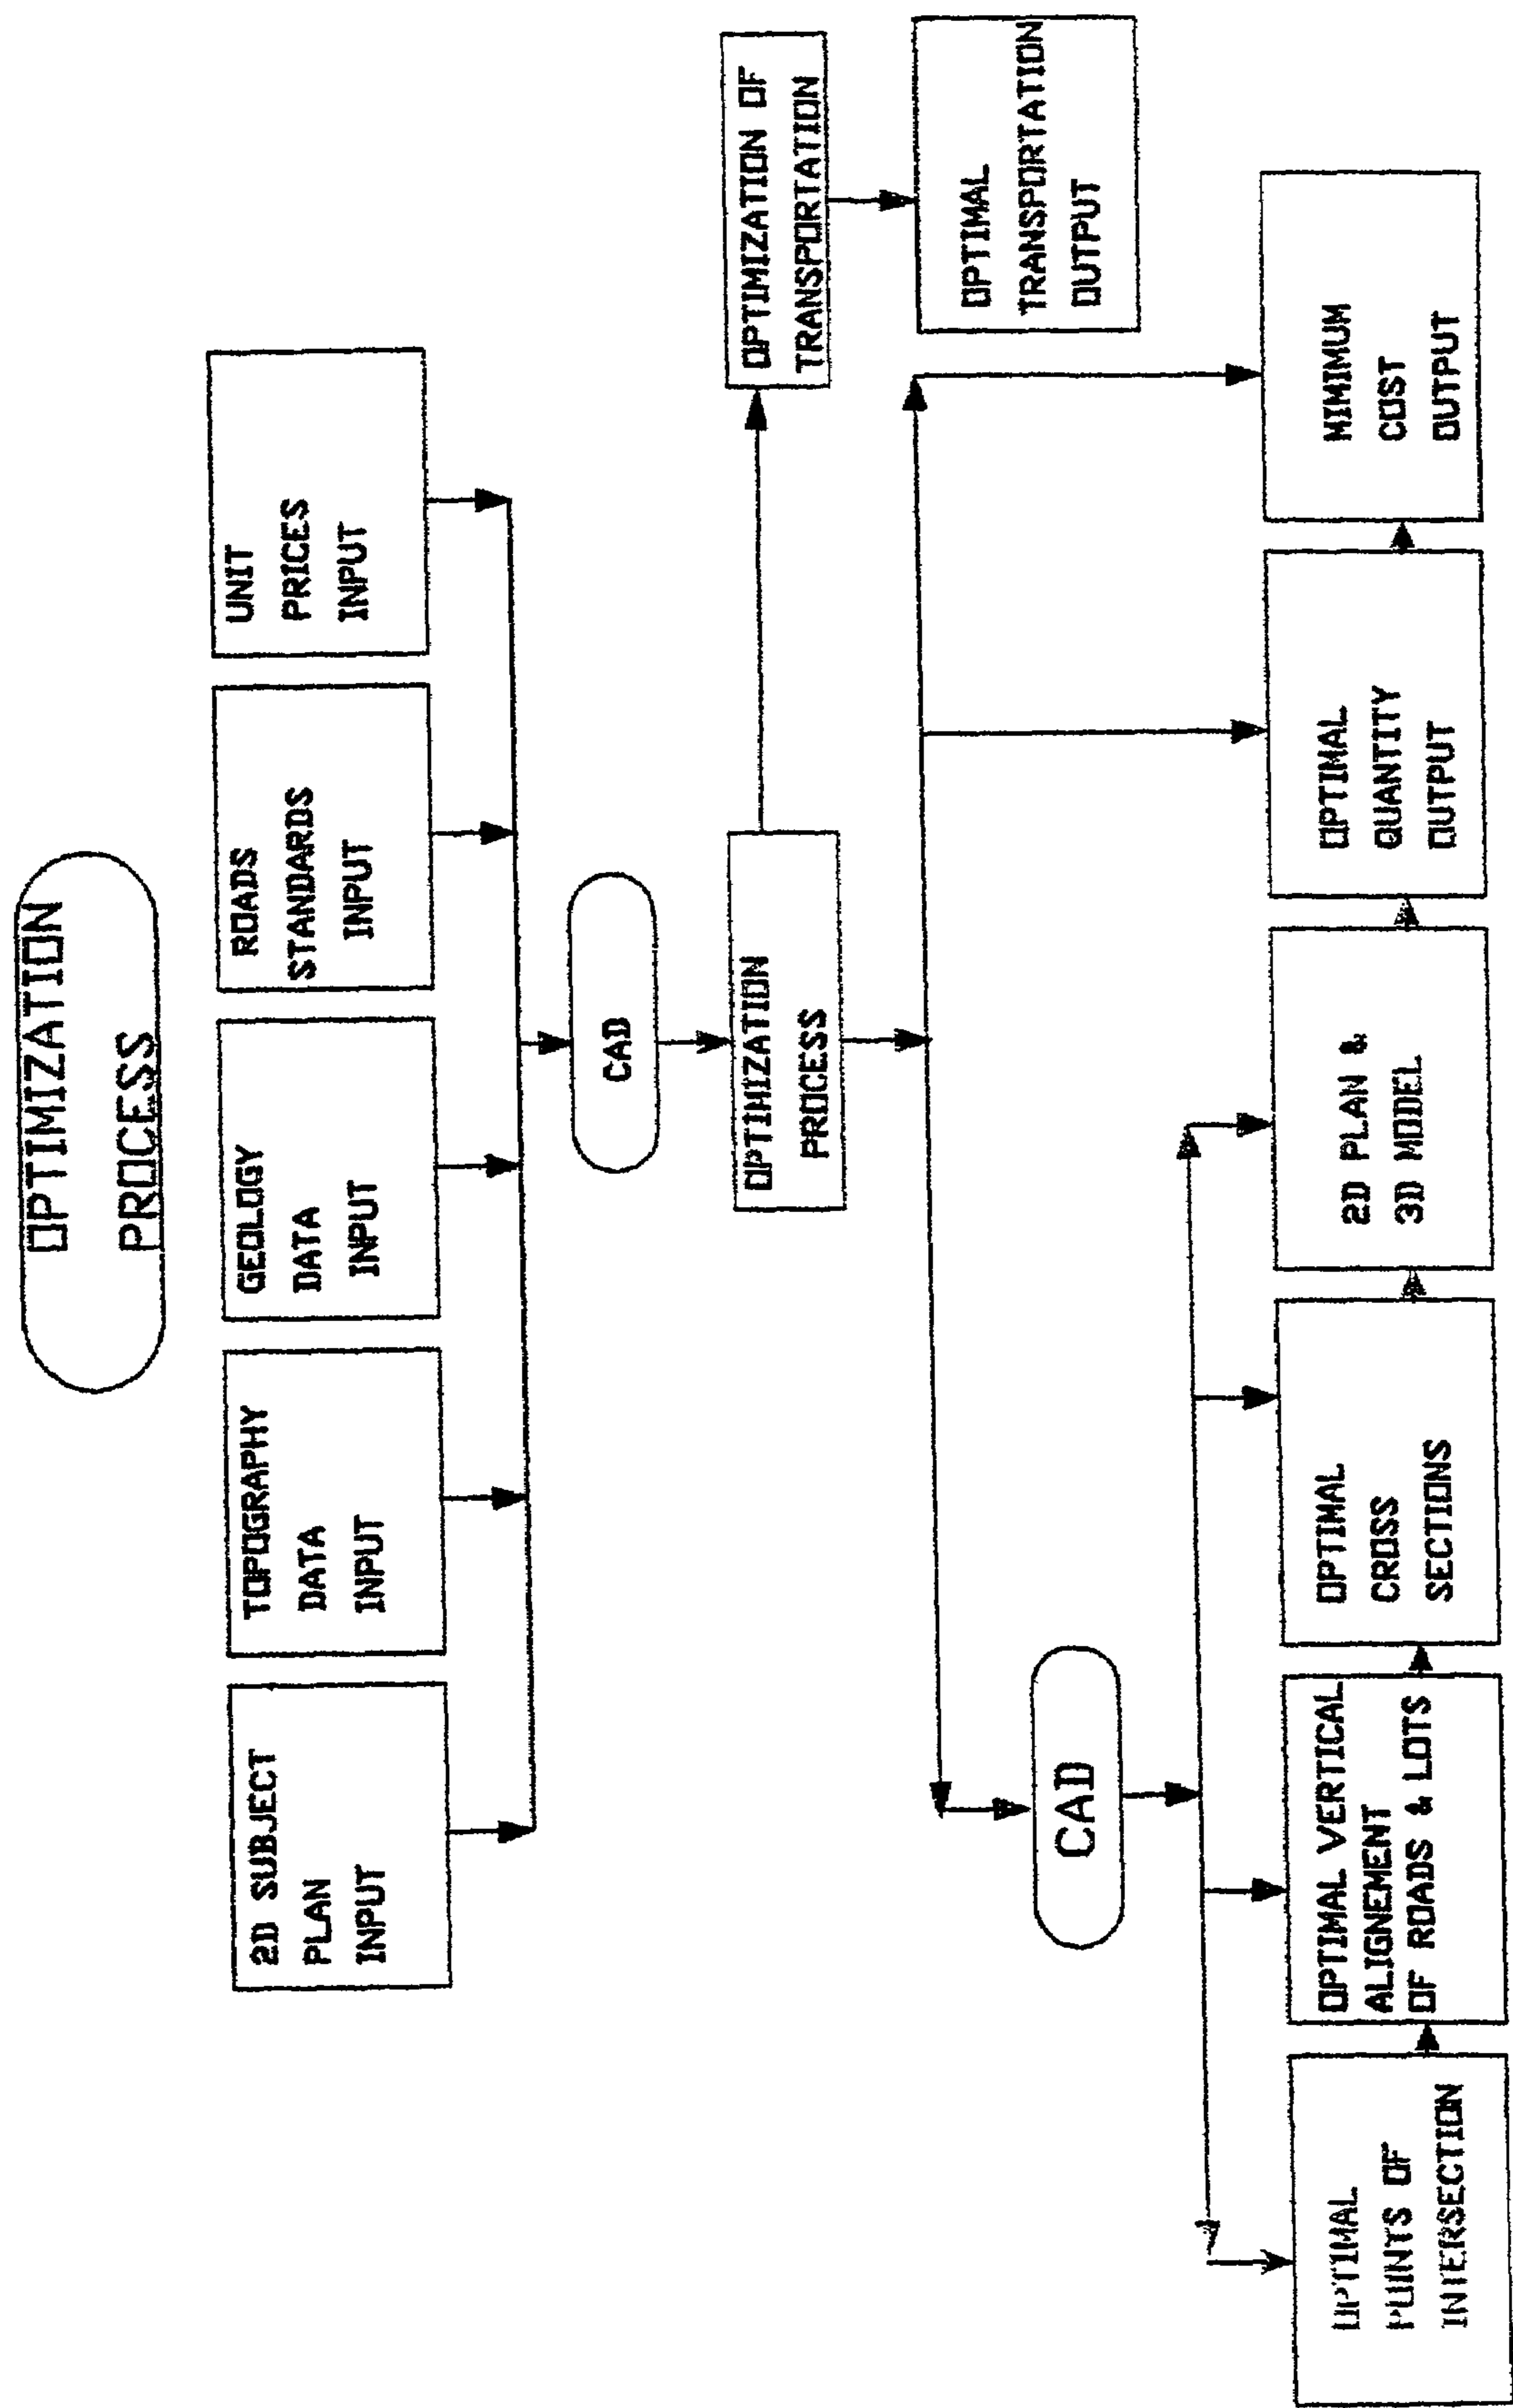 OPTIMIZATION
PROCESS
2D SUBJECT
PLAN
INPUT
TOPOGRAPHY
DATA
INPUT
GEOLOGY
DATA
INPUT
ROADS
STANDARDS
INPUT
UNIT
PRICES
INPUT
CAD
OPTIMIZATION
PROCESS
OPTIMIZATION OF
TRANSPORTATION
OPTIMAL
TRANSPORTATION
OUTPUT
CAD
OPTIMAL
POINTS OF
INTERSECTION
OPTIMAL VERTICAL
ALIGNEMENT
OF ROADS & LOTS
OPTIMAL
CROSS
SECTIONS
2D PLAN &
3D MODEL
OPTIMAL
QUANTITY
OUTPUT
MIMIMUM
COST
OUTPUT